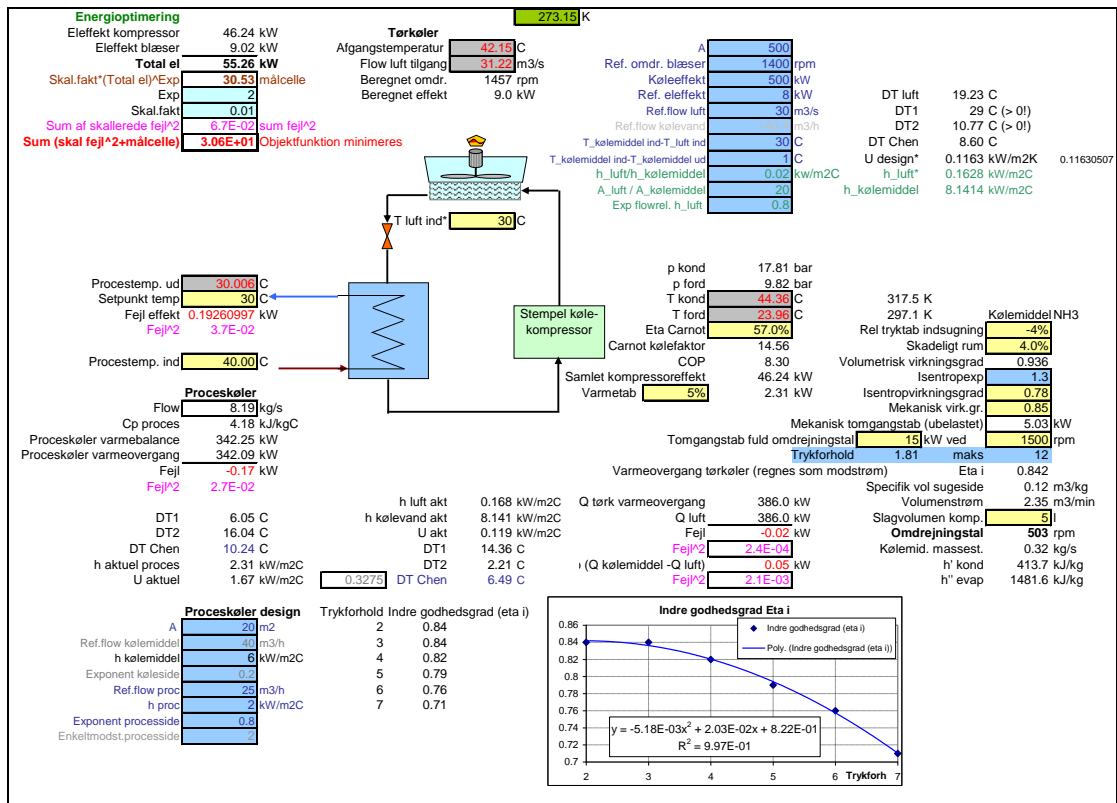 Energioptimering
273.15 K
Eleffekt kompressor 46.24 kW
Eleffekt blæser 9.02 kW
Total el 55.26 kW
Skal.fakt*(Total el)^Exp 30.53 målcelle
Exp 2
Skal.fakt 0.01
Sum af skallerede fejl^2 6.7E-02 sum fejl^2
Sum (skal fejl^2+målcelle) 3.06E+01 Objektfunktion minimeres
Tørkøler
Afgangstemperatur 42.15 C
Flow luft tilgang 31.22 m3/s
Beregnet omdr. 1457 rpm
Beregnet effekt 9.0 kW
A 500
Ref. omdr. blæser 1400 rpm
Køleeffekt 500 kW
Ref. eleffekt 8 kW
Ref.flow luft 30 m3/s
Ref.flow kølevand m3/h
T_kølemiddel ind-T_luft ind 30 C
T_kølemiddel ind-T_kølemiddel ud 1 C
h_luft/h_kølemiddel 0.02 kw/m2C
A_luft / A_kølemiddel 20
Exp flowrel. h_luft 0.8
DT luft 19.23 C
DT1 29 C (> 0!)
DT2 10.77 C (> 0!)
DT Chen 8.60 C
U design* 0.1163 kW/m2K 0.11630507
h_luft* 0.1628 kW/m2C
h_kølemiddel 8.1414 kW/m2C
T luft ind* 30 C
Stempel køle-
kompressor
Procestemp. ud 30.006 C
Setpunkt temp 30 C
Fejl effekt 0.19260997 kW
Fejl^2 3.7E-02
Procestemp. ind 40.00 C
p kond 17.81 bar
p ford 9.82 bar
T kond 44.36 C 317.5 K
T ford 23.96 C 297.1 K
Eta Carnot 57.0%
Carnot kølefaktor 14.56
COP 8.30
Samlet kompressoreffekt 46.24 kW
Varmetab 5% 2.31 kW
Kølemiddel NH3
Rel tryktab indsugning -4%
Skadeligt rum 4.0%
Volumetrisk virkningsgrad 0.936
Isentropexp 1.3
Isentropvirkningsgrad 0.78
Mekanisk virk.gr. 0.85
Mekanisk tomgangstab (ubelastet) 5.03 kW
Tomgangstab fuld omdrejningstal 15 kW ved 1500 rpm
Trykforhold 1.81 maks 12
Varmeovergang tørkøler (regnes som modstrøm) Eta i 0.842
Specifik vol sugeside 0.12 m3/kg
Volumenstrøm 2.35 m3/min
Slagvolumen komp. 5 l
Omdrejningstal 503 rpm
Kølemid. massest. 0.32 kg/s
h' kond 413.7 kJ/kg
h'' evap 1481.6 kJ/kg
Proceskøler
Flow 8.19 kg/s
Cp proces 4.18 kJ/kgC
Proceskøler varmebalance 342.25 kW
Proceskøler varmeovergang 342.09 kW
Fejl -0.17 kW
Fejl^2 2.7E-02
DT1 6.05 C
DT2 16.04 C
DT Chen 10.24 C
h aktuel proces 2.31 kW/m2C
U aktuel 1.67 kW/m2C 0.3275
h luft akt 0.168 kW/m2C
h kølevand akt 8.141 kW/m2C
U akt 0.119 kW/m2C
DT1 14.36 C
DT2 2.21 C
DT Chen 6.49 C
Q tørk varmeovergang 386.0 kW
Q luft 386.0 kW
Fejl -0.02 kW
Fejl^2 2.4E-04
(Q kølemiddel -Q luft) 0.05 kW
Fejl^2 2.1E-03
Proceskøler design
A 20 m2
Ref.flow kølemiddel 40 m3/h
h kølemiddel 6 kW/m2C
Exponent køleside 0.2
Ref.flow proc 25 m3/h
h proc 2 kW/m2C
Exponent processide 0.8
Enkeltmodst.processide 2
Trykforhold Indre godhedsgrad (eta i)
2 0.84
3 0.84
4 0.82
5 0.79
6 0.76
7 0.71
Indre godhedsgrad Eta i
Indre godhedsgrad (eta i)
Poly. (Indre godhedsgrad (eta i))
0.86
0.84
0.82
0.8
0.78
0.76
0.74
0.72
0.7
y = -5.18E-03x² + 2.03E-02x + 8.22E-01
R² = 9.97E-01
2 3 4 5 6 Trykforh 7